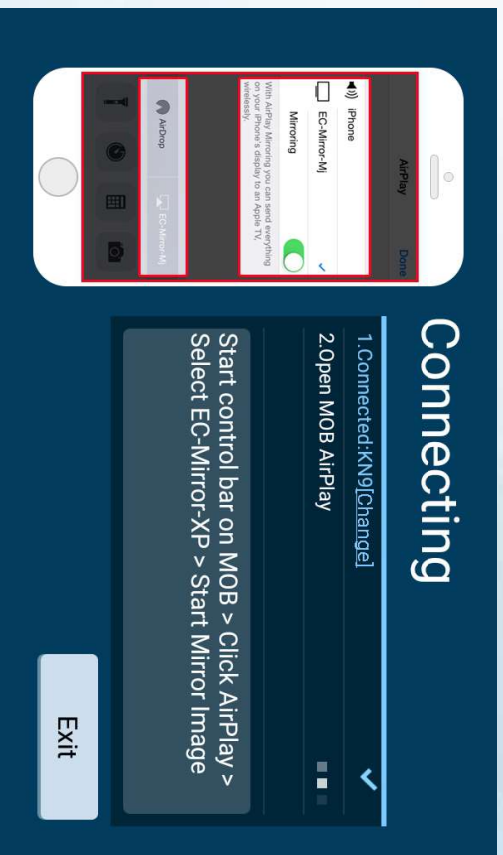 Connecting
AirPlay
Done
iPhone
EC-Mirror-Mj
Mirroring
With AirPlay Mirroring you can send everything
on your iPhone's display to an Apple TV,
wirelessly.
AirDrop
EC-Mirror-Mj
1.Connected:KN9[Change]
2.Open MOB AirPlay
Start control bar on MOB > Click AirPlay >
Select EC-Mirror-XP > Start Mirror Image
Exit